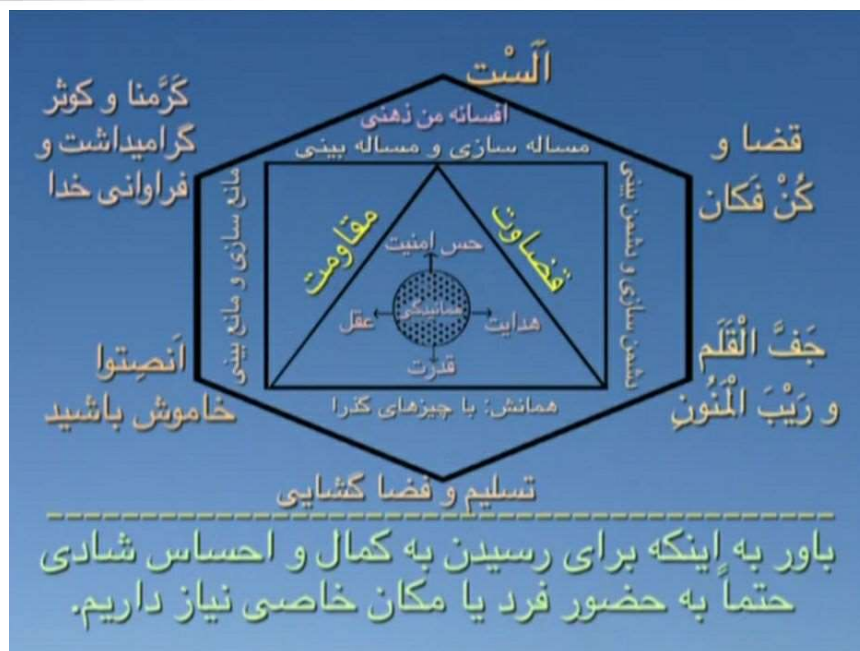 اَلَسْت
کَرَّمنا و کوثر
گرامیداشت و
فراوانی خدا
قضا و
کُنْ فَکان
افسانه من ذهنی
مساله سازی و مساله بینی
مانع سازی و مانع بینی
دشمن سازی و دشمن بینی
مقاومت
قضاوت
حس امنیت
همانیدگی
عقل
هدایت
قدرت
همانش: با چیزهای گذرا
اَنصِتوا
خاموش باشید
جَفَّ الْقَلَم
و رَیْبَ الْمَنُونِ
تسلیم و فضا گشایی
باور به اینکه برای رسیدن به کمال و احساس شادی
حتماً به حضور فرد یا مکان خاصی نیاز داریم.